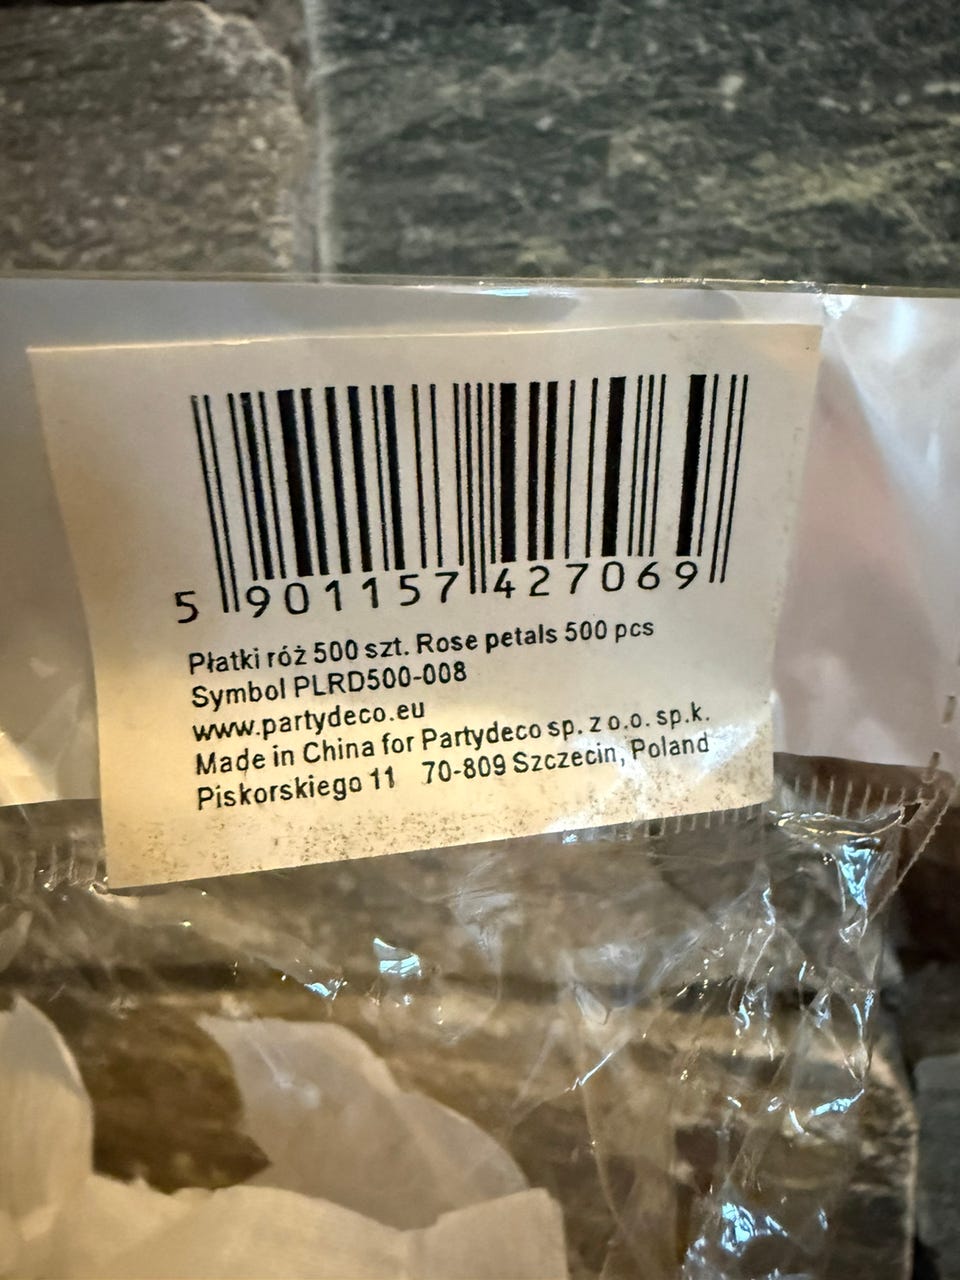 5 901157 427069
Płatki róż 500 szt. Rose petals 500 pcs
Symbol PLRD500-008
www.partydeco.eu
Made in China for Partydeco sp. z o.o. sp.k.
Piskorskiego 11 70-809 Szczecin, Poland